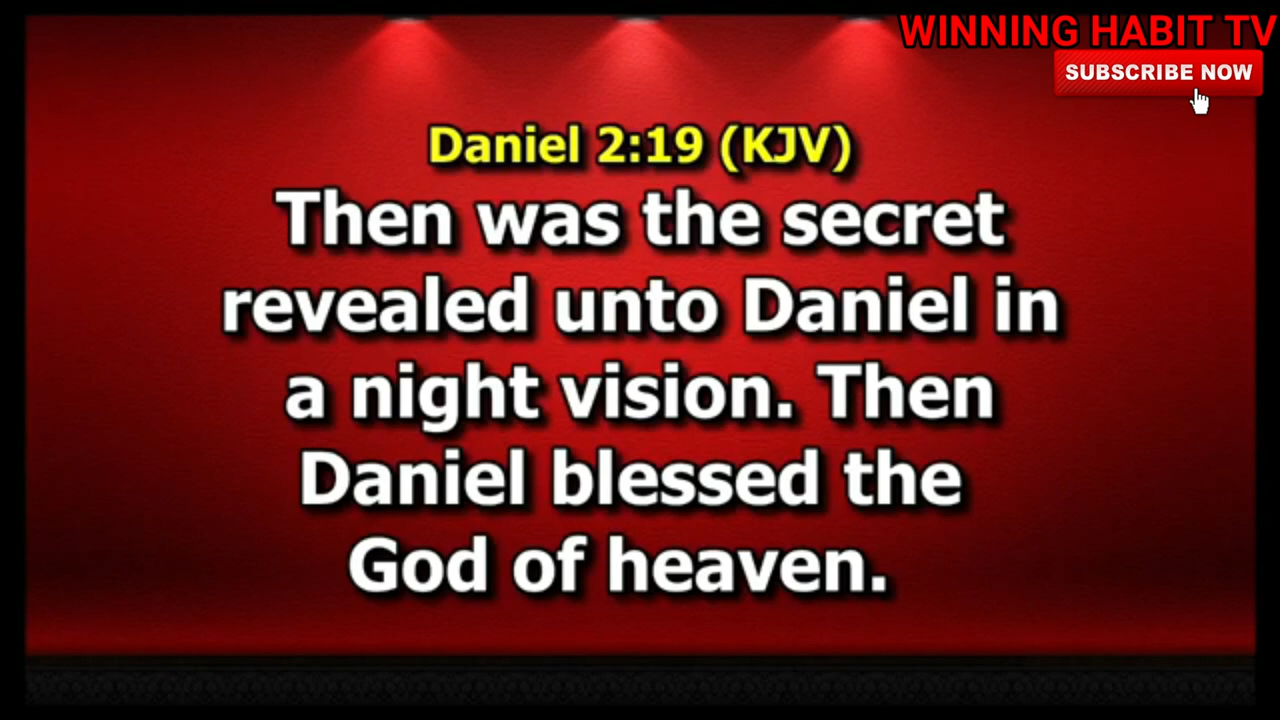 WINNING HABIT TV
SUBSCRIBE NOW
Daniel 2:19 (KJV)
Then was the secret
revealed unto Daniel in
a night vision. Then
Daniel blessed the
God of heaven.